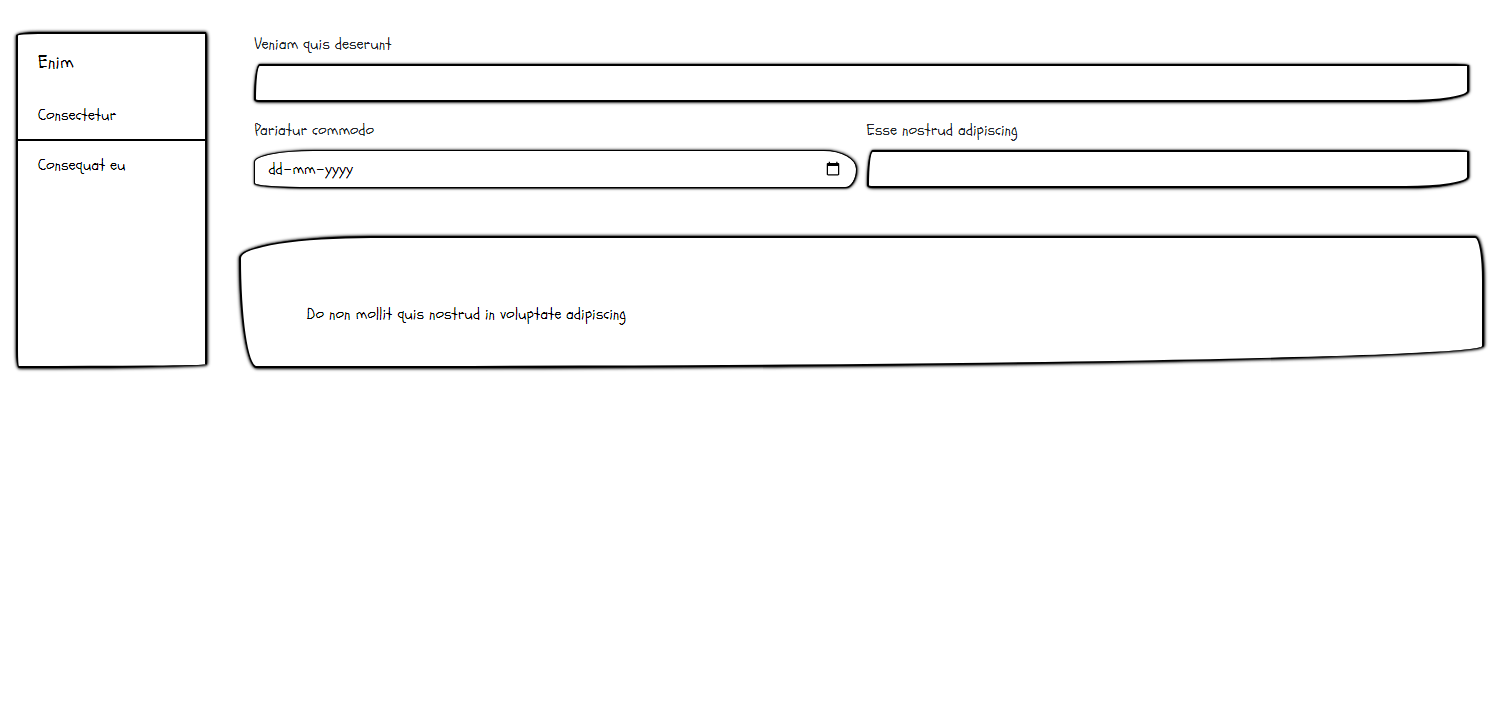 Enim
Consectetur
Consequat eu
Veniam quis deserunt
Pariatur commodo
Esse nostrud adipiscing
dd-mm-yyyy
Do non mollit quis nostrud in voluptate adipiscing